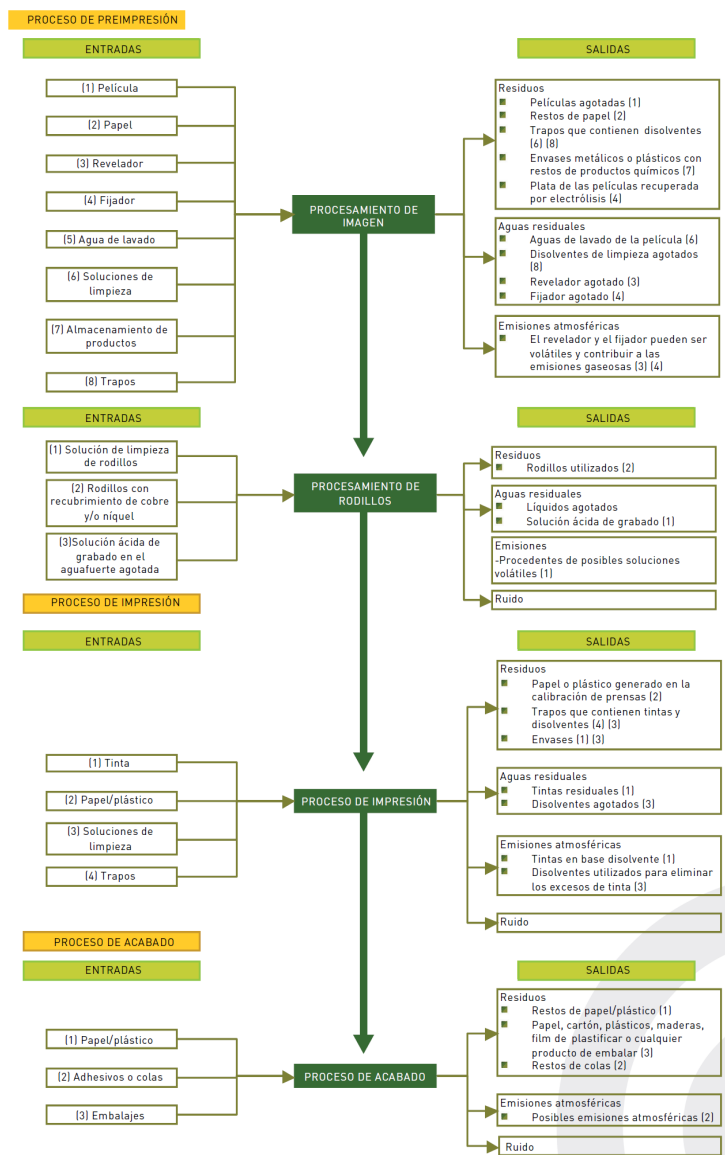 PROCESO DE PREIMPRESIÓN
ENTRADAS
SALIDAS
(1) Película
(2) Papel
(3) Revelador
(4) Fijador
(5) Agua de lavado
(6) Soluciones de
limpieza
(7) Almacenamiento de
productos
(8) Trapos
PROCESAMIENTO DE
IMAGEN
Residuos
Películas agotadas (1)
Restos de papel (2)
Trapos que contienen disolventes
(6) (8)
Envases metálicos o plásticos con
restos de productos químicos (7)
Plata de las películas recuperada
por electrólisis (4)
Aguas residuales
Aguas de lavado de la película (6)
Disolventes de limpieza agotados
(8)
Revelador agotado (3)
Fijador agotado (4)
Emisiones atmosféricas
El revelador y el fijador pueden ser
volátiles y contribuir a las
emisiones gaseosas (3) (4)
ENTRADAS
SALIDAS
(1) Solución de limpieza
de rodillos
(2) Rodillos con
recubrimiento de cobre
y/o níquel
(3)Solución ácida de
grabado en el
aguafuerte agotada
PROCESAMIENTO DE
RODILLOS
Residuos
Rodillos utilizados (2)
Aguas residuales
Líquidos agotados
Solución ácida de grabado (1)
Emisiones
-Procedentes de posibles soluciones
volátiles (1)
Ruido
PROCESO DE IMPRESIÓN
ENTRADAS
SALIDAS
(1) Tinta
(2) Papel/plástico
(3) Soluciones de
limpieza
(4) Trapos
PROCESO DE IMPRESIÓN
Residuos
Papel o plástico generado en la
calibración de prensas (2)
Trapos que contienen tintas y
disolventes (4) (3)
Envases (1) (3)
Aguas residuales
Tintas residuales (1)
Disolventes agotados (3)
Emisiones atmosféricas
Tintas en base disolvente (1)
Disolventes utilizados para eliminar
los excesos de tinta (3)
Ruido
PROCESO DE ACABADO
ENTRADAS
SALIDAS
(1) Papel/plástico
(2) Adhesivos o colas
(3) Embalajes
PROCESO DE ACABADO
Residuos
Restos de papel/plástico (1)
Papel, cartón, plásticos, maderas,
film de plastificar o cualquier
producto de embalar (3)
Restos de colas (2)
Emisiones atmosféricas
Posibles emisiones atmosféricas (2)
Ruido